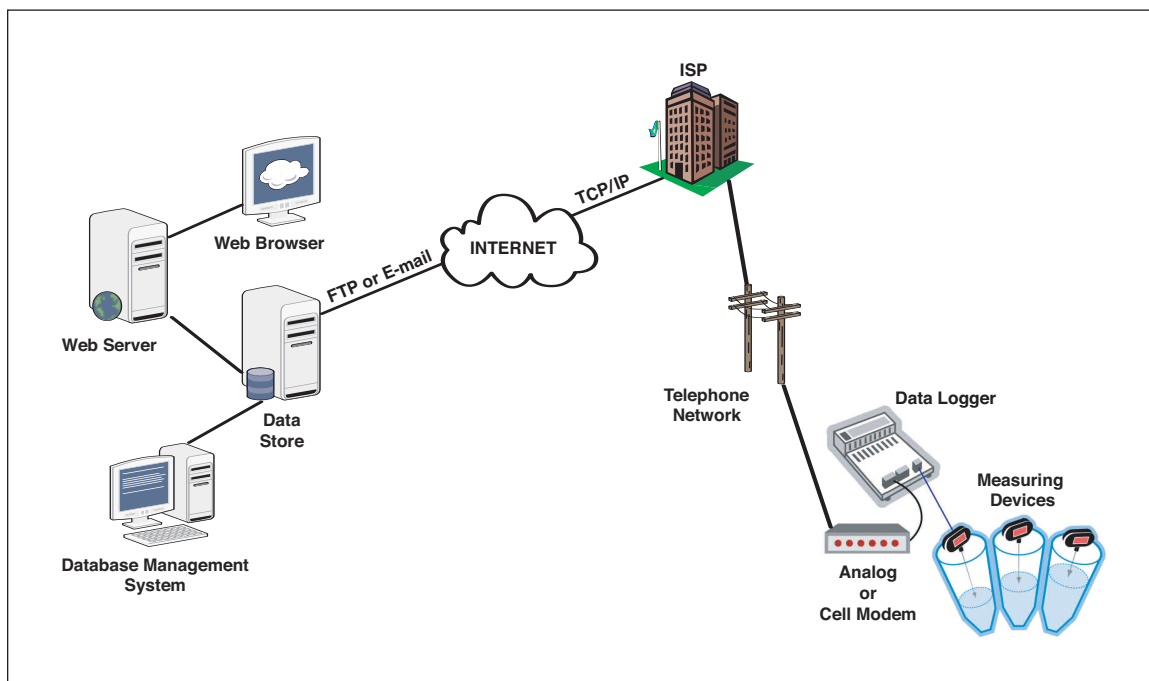 ISP
TCP/IP
INTERNET
FTP or E-mail
Web Browser
Web Server
Data
Store
Database Management
System
Telephone
Network
Data Logger
Measuring
Devices
Analog
or
Cell Modem